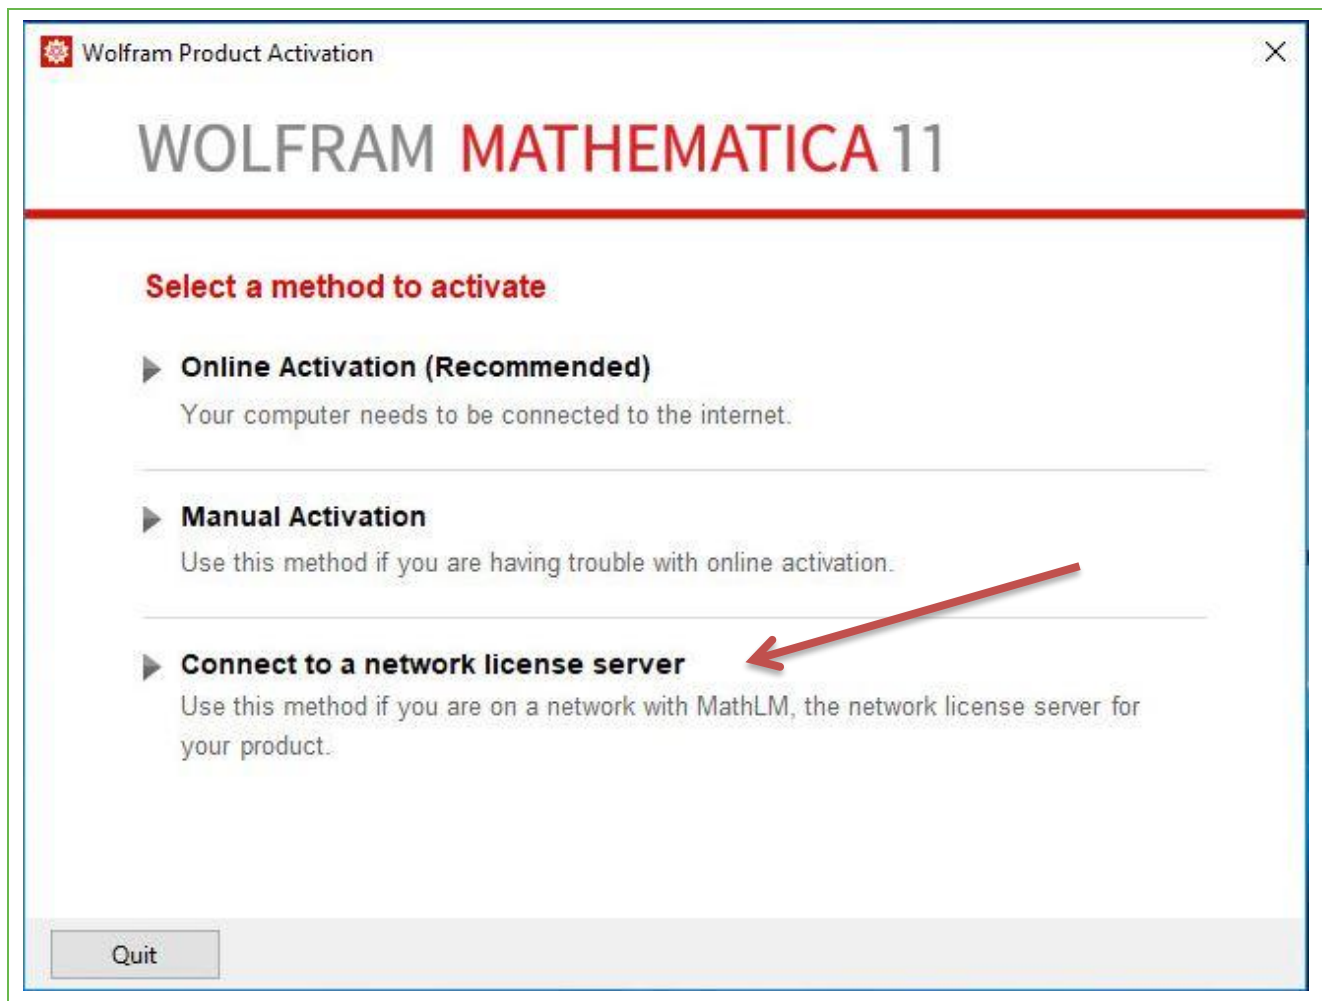 Wolfram Product Activation
WOLFRAM MATHEMATICA 11
Select a method to activate
Online Activation (Recommended)
Your computer needs to be connected to the internet.
Manual Activation
Use this method if you are having trouble with online activation.
Connect to a network license server
Use this method if you are on a network with MathLM, the network license server for
your product.
Quit